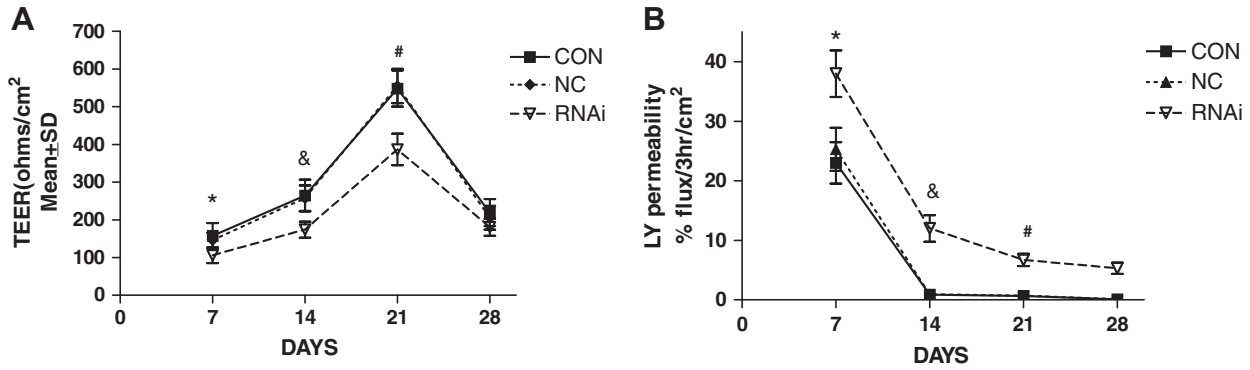 A
TEER(ohms/cm²
Mean±SD
700
600
500
400
300
200
100
0
*
&
#
CON
NC
RNAi
0 7 14 21 28
DAYS
B
LY permeability
% flux/3hr/cm²
40
30
20
10
0
*
&
#
CON
NC
RNAi
0 7 14 21 28
DAYS